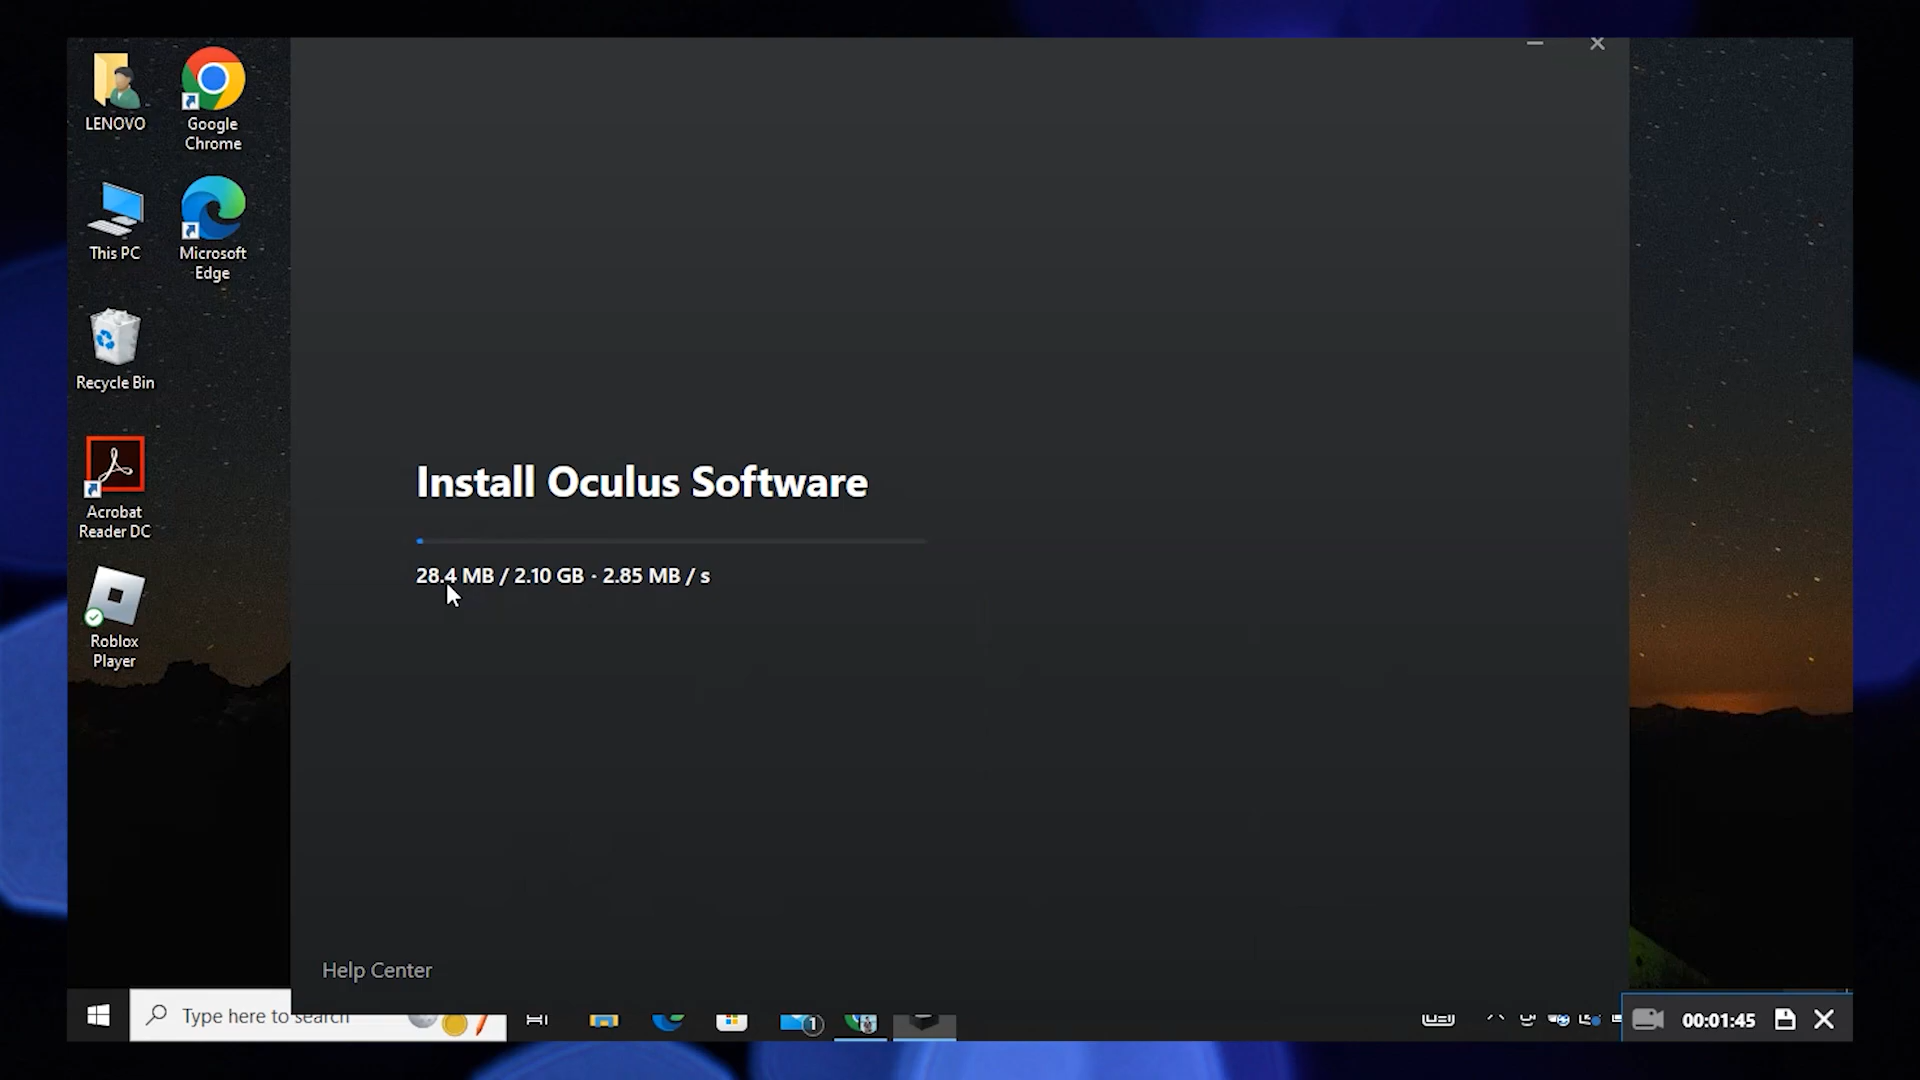 LENOVO
Google
Chrome
This PC
Microsoft
Edge
Recycle Bin
Acrobat
Reader DC
Roblox
Player
Install Oculus Software
28.4 MB / 2.10 GB · 2.85 MB / s
Help Center
Type here to search
1
00:01:45